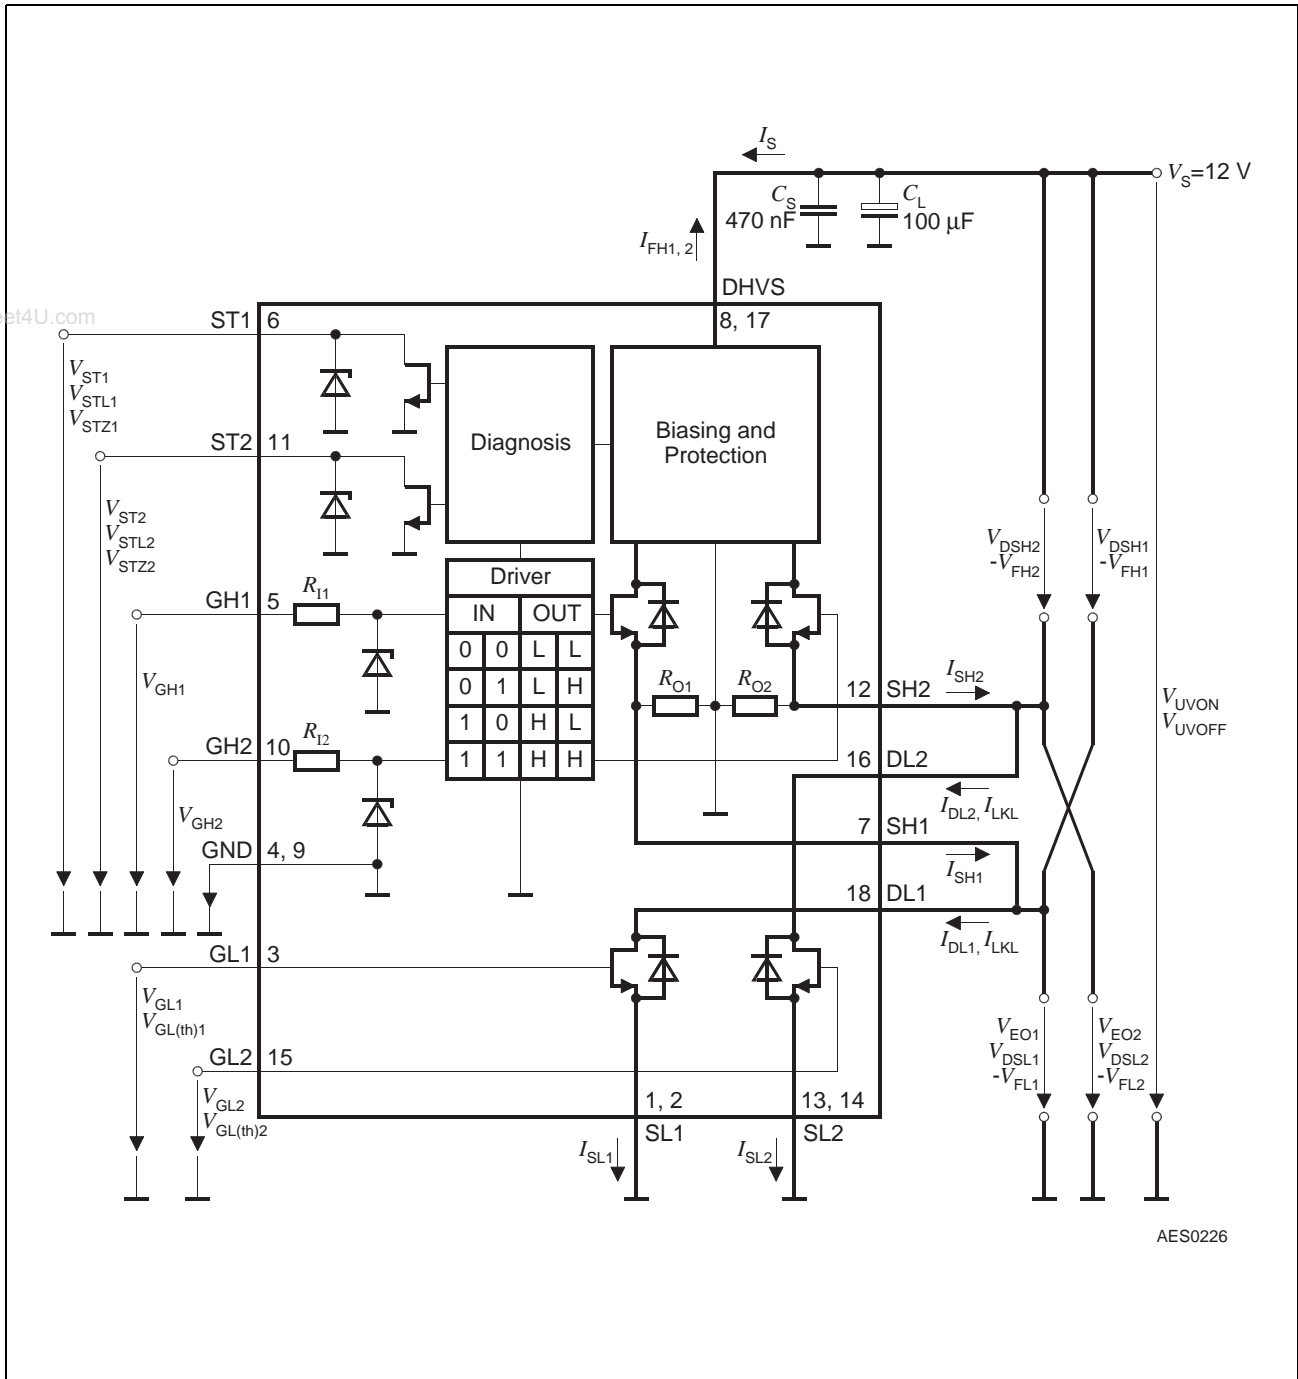 I_S
V_S=12 V
C_S
470 nF
C_L
100 µF
I_FH1, 2
DHVS
8, 17
et4U.com
ST1 6
V_ST1
V_STL1
V_STZ1
Diagnosis
Biasing and
Protection
ST2 11
V_ST2
V_STL2
V_STZ2
V_DSH2
-V_FH2
V_DSH1
-V_FH1
Driver
IN OUT
0 0 L L
0 1 L H
1 0 H L
1 1 H H
R_I1
GH1 5
V_GH1
R_O1
R_O2
12 SH2
I_SH2
V_UVON
V_UVOFF
R_I2
GH2 10
V_GH2
16 DL2
I_DL2, I_LKL
7 SH1
I_SH1
GND 4, 9
18 DL1
I_DL1, I_LKL
GL1 3
V_GL1
V_GL(th)1
V_EO1
V_DSL1
-V_FL1
V_EO2
V_DSL2
-V_FL2
GL2 15
V_GL2
V_GL(th)2
1, 2
13, 14
SL1
SL2
I_SL1
I_SL2
AES0226